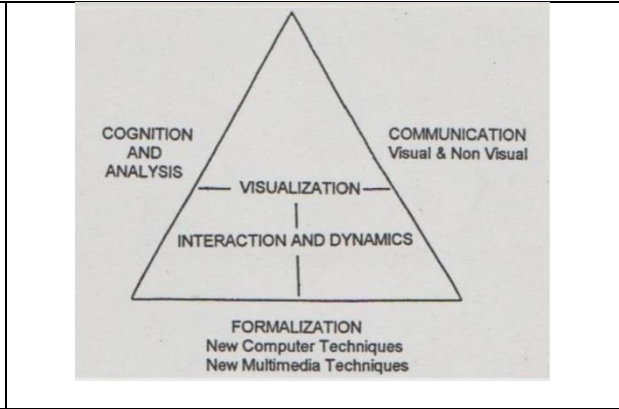 COGNITION
AND
ANALYSIS
COMMUNICATION
Visual & Non Visual
VISUALIZATION
INTERACTION AND DYNAMICS
FORMALIZATION
New Computer Techniques
New Multimedia Techniques